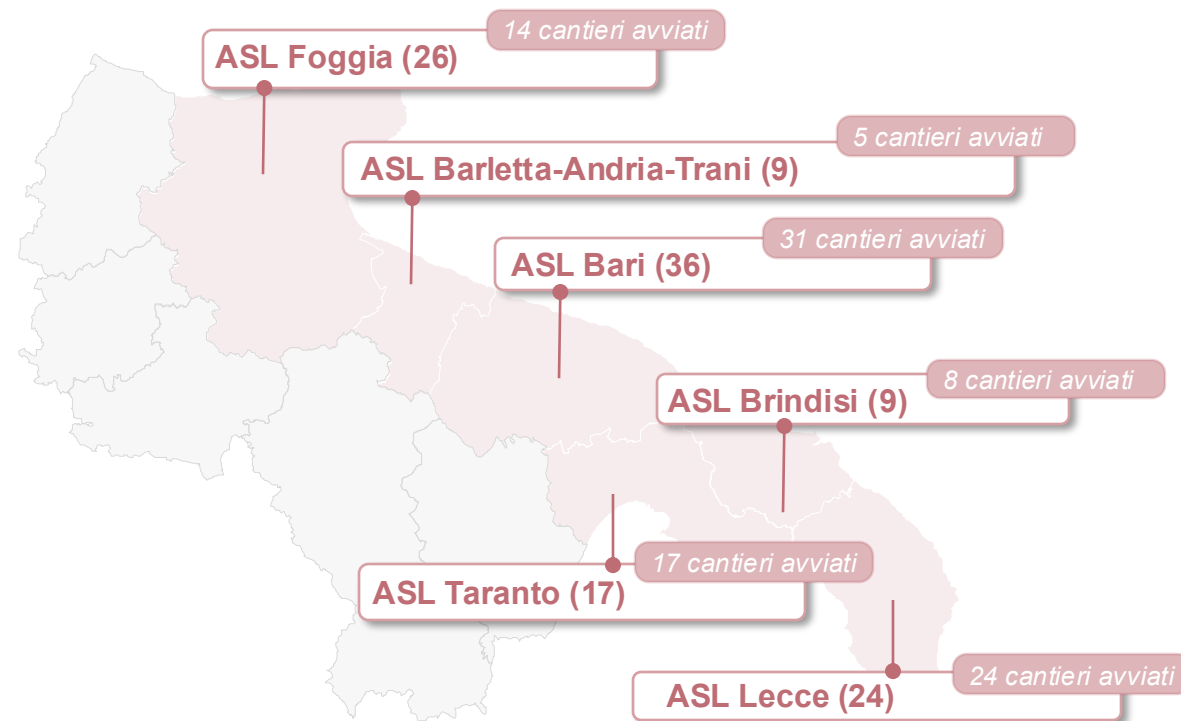 14 cantieri avviati
ASL Foggia (26)
5 cantieri avviati
ASL Barletta-Andria-Trani (9)
31 cantieri avviati
ASL Bari (36)
8 cantieri avviati
ASL Brindisi (9)
17 cantieri avviati
ASL Taranto (17)
24 cantieri avviati
ASL Lecce (24)